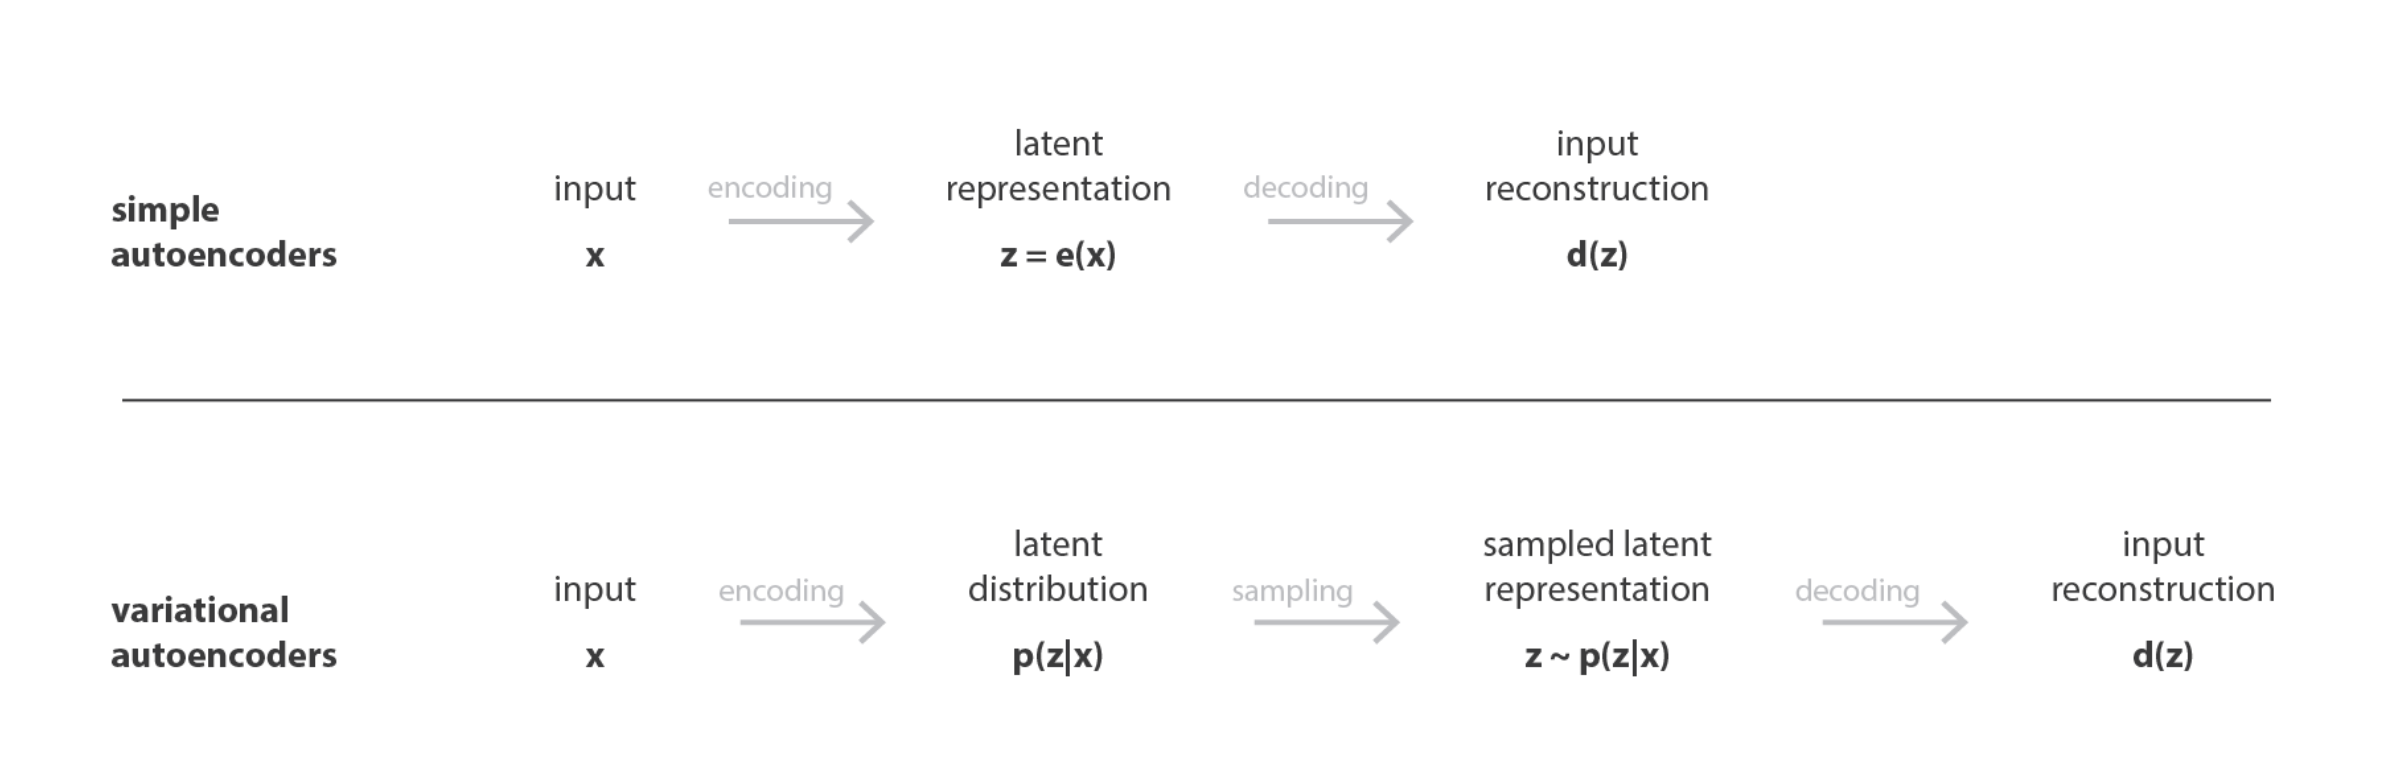 simple
autoencoders
input
x
encoding
latent
representation
z = e(x)
decoding
input
reconstruction
d(z)
variational
autoencoders
input
x
encoding
latent
distribution
p(z|x)
sampling
sampled latent
representation
z ~ p(z|x)
decoding
input
reconstruction
d(z)